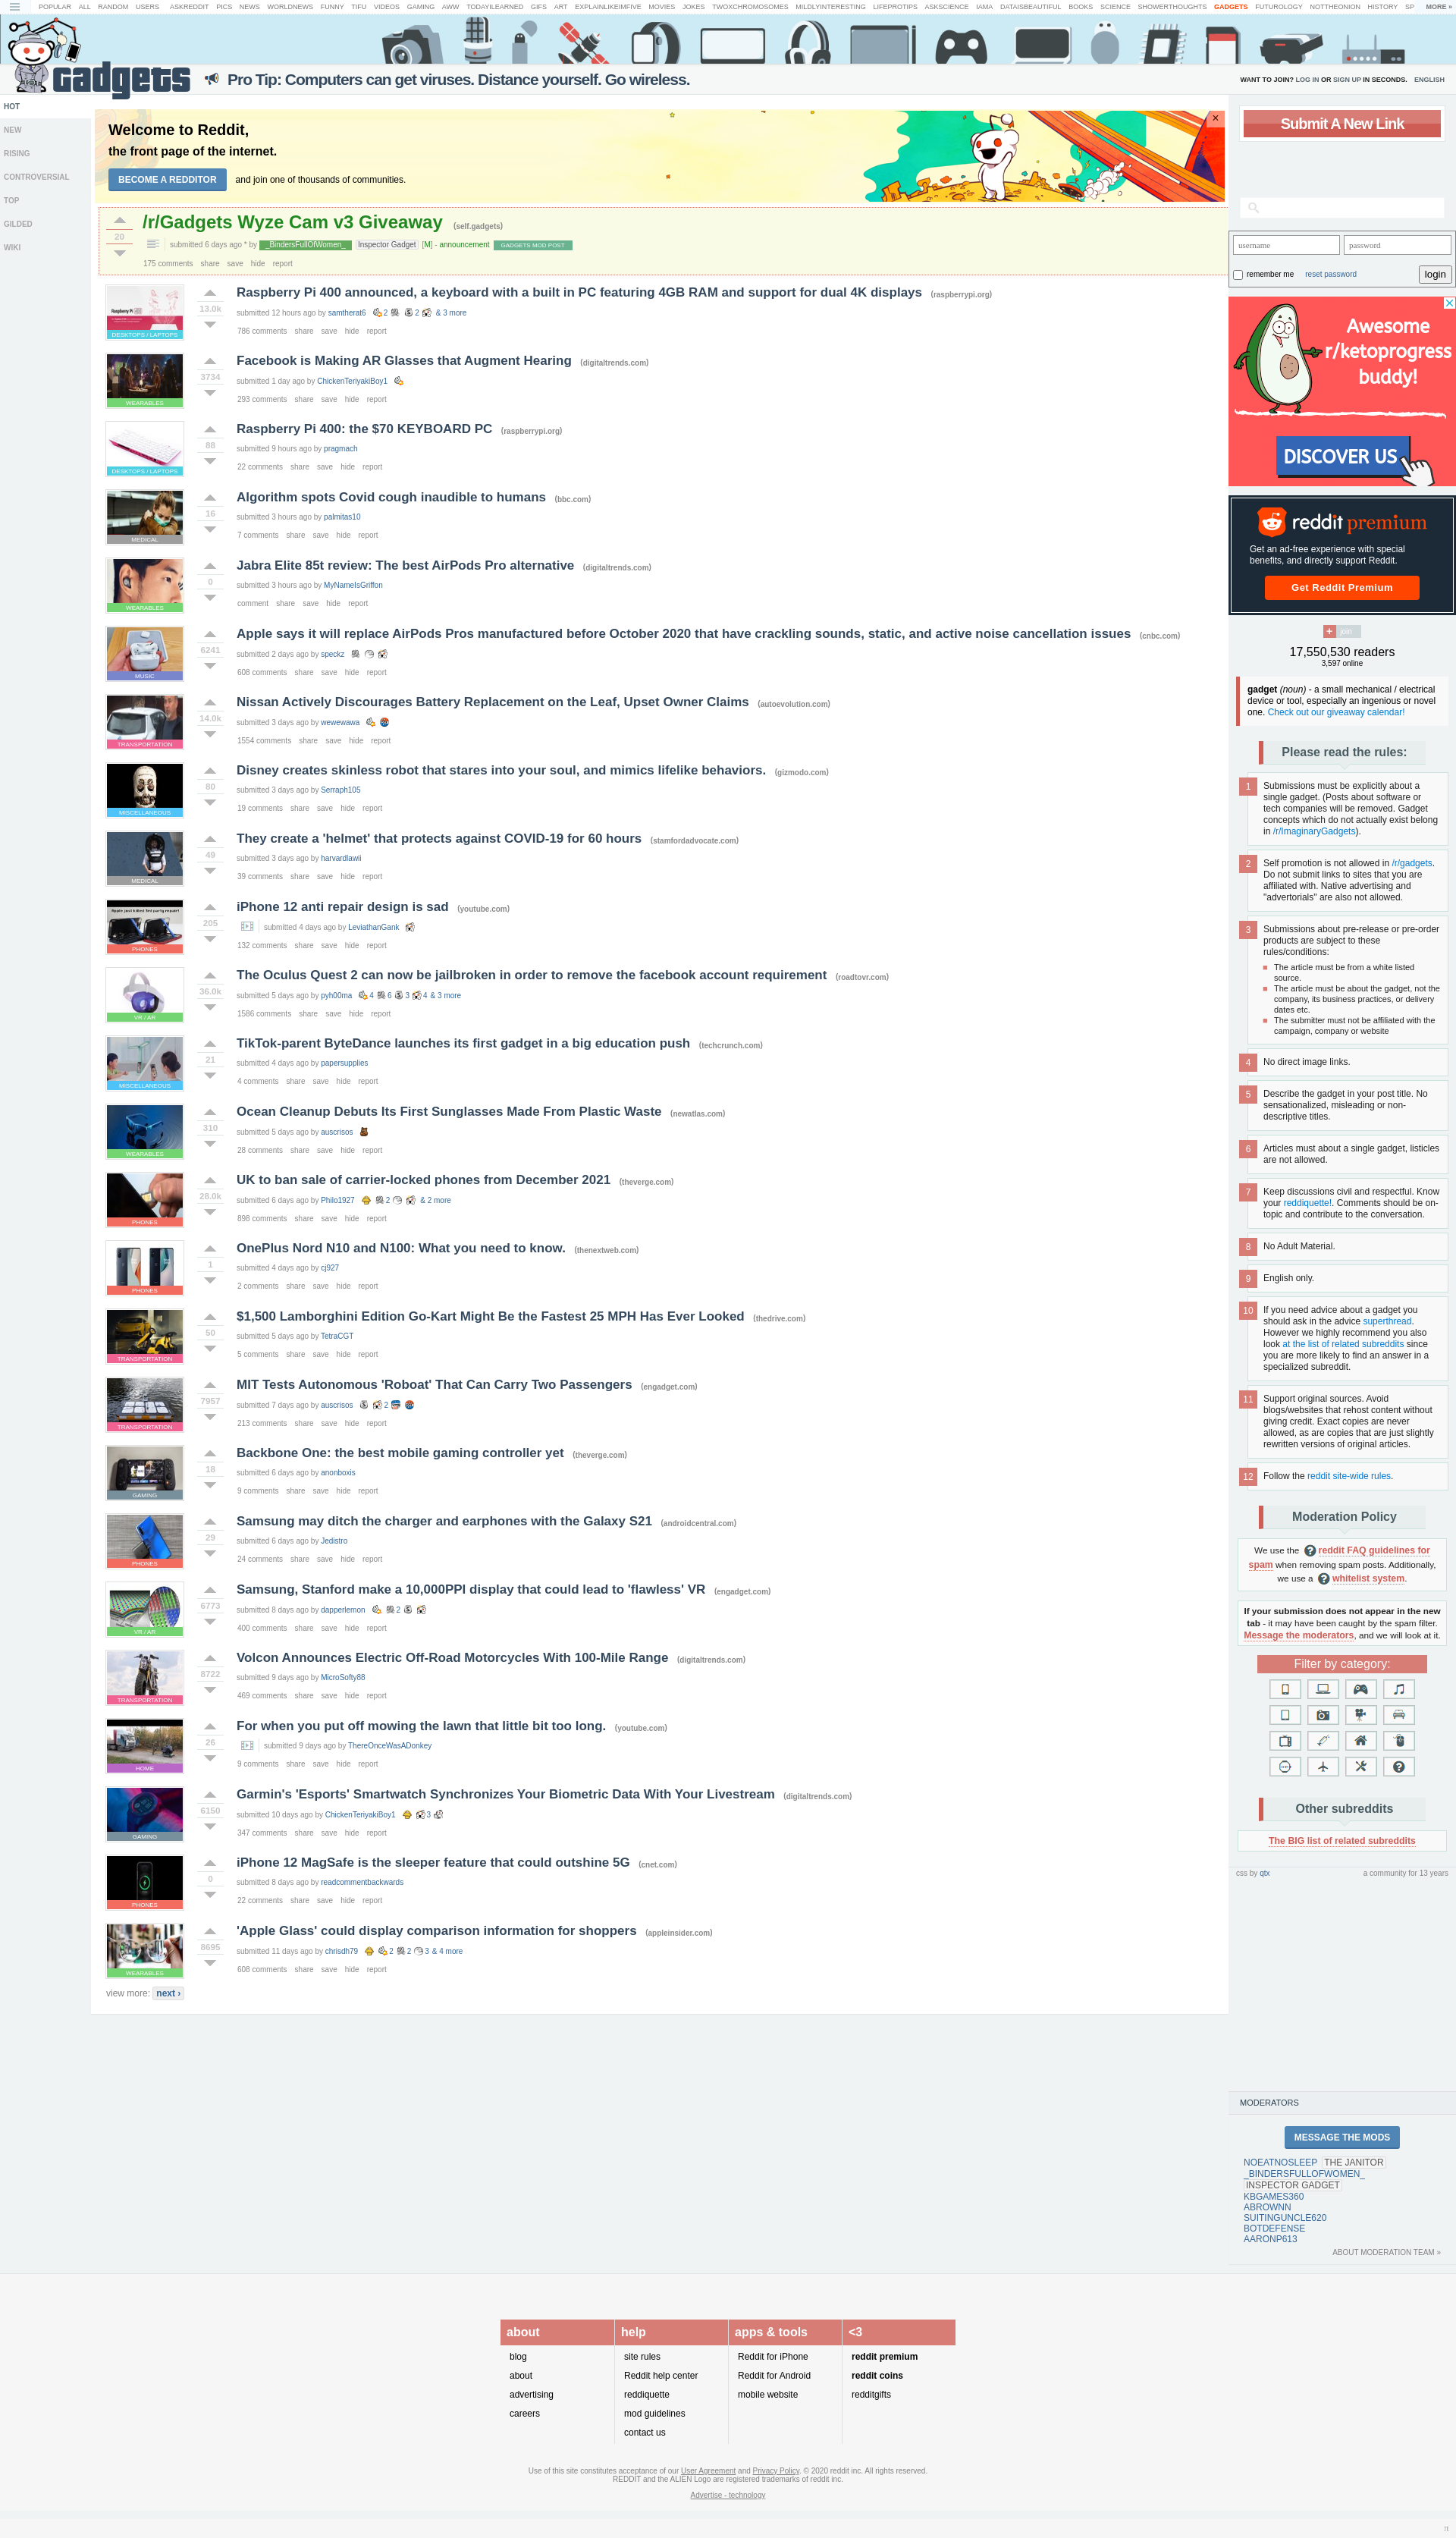 POPULAR ALL RANDOM USERS ASKREDDIT PICS NEWS WORLDNEWS FUNNY TIFU VIDEOS GAMING AWW TODAYILEARNED GIFS ART EXPLAINLIKEIMFIVE MOVIES JOKES TWOXCHROMOSOMES MILDLYINTERESTING LIFEPROTIPS ASKSCIENCE IAMA DATAISBEAUTIFUL BOOKS SCIENCE SHOWERTHOUGHTS GADGETS FUTUROLOGY NOTTHEONION HISTORY SP MORE »
Gadgets
Pro Tip: Computers can get viruses. Distance yourself. Go wireless.
WANT TO JOIN? LOG IN OR SIGN UP IN SECONDS. ENGLISH
HOT
NEW
RISING
CONTROVERSIAL
TOP
GILDED
WIKI
Welcome to Reddit,
the front page of the internet.
BECOME A REDDITOR and join one of thousands of communities.
×
/r/Gadgets Wyze Cam v3 Giveaway (self.gadgets)
20
submitted 6 days ago * by _BindersFullOfWomen_ Inspector Gadget [M] - announcement GADGETS MOD POST
175 comments share save hide report
Raspberry Pi 400 announced, a keyboard with a built in PC featuring 4GB RAM and support for dual 4K displays (raspberrypi.org)
13.0k
submitted 12 hours ago by samtherat6 2 2 & 3 more
DESKTOPS / LAPTOPS
786 comments share save hide report
Facebook is Making AR Glasses that Augment Hearing (digitaltrends.com)
3734
submitted 1 day ago by ChickenTeriyakiBoy1
WEARABLES
293 comments share save hide report
Raspberry Pi 400: the $70 KEYBOARD PC (raspberrypi.org)
88
submitted 9 hours ago by pragmach
DESKTOPS / LAPTOPS
22 comments share save hide report
Algorithm spots Covid cough inaudible to humans (bbc.com)
16
submitted 3 hours ago by palmitas10
MEDICAL
7 comments share save hide report
Jabra Elite 85t review: The best AirPods Pro alternative (digitaltrends.com)
0
submitted 3 hours ago by MyNameIsGriffon
WEARABLES
comment share save hide report
Apple says it will replace AirPods Pros manufactured before October 2020 that have crackling sounds, static, and active noise cancellation issues (cnbc.com)
6241
submitted 2 days ago by speckz
MUSIC
608 comments share save hide report
Nissan Actively Discourages Battery Replacement on the Leaf, Upset Owner Claims (autoevolution.com)
14.0k
submitted 3 days ago by wewewawa
TRANSPORTATION
1554 comments share save hide report
Disney creates skinless robot that stares into your soul, and mimics lifelike behaviors. (gizmodo.com)
80
submitted 3 days ago by Serraph105
MISCELLANEOUS
19 comments share save hide report
They create a 'helmet' that protects against COVID-19 for 60 hours (stamfordadvocate.com)
49
submitted 3 days ago by harvardlawii
MEDICAL
39 comments share save hide report
iPhone 12 anti repair design is sad (youtube.com)
205
submitted 4 days ago by LeviathanGank
PHONES
132 comments share save hide report
The Oculus Quest 2 can now be jailbroken in order to remove the facebook account requirement (roadtovr.com)
36.0k
submitted 5 days ago by pyh00ma 4 6 3 4 & 3 more
VR / AR
1586 comments share save hide report
TikTok-parent ByteDance launches its first gadget in a big education push (techcrunch.com)
21
submitted 4 days ago by papersupplies
MISCELLANEOUS
4 comments share save hide report
Ocean Cleanup Debuts Its First Sunglasses Made From Plastic Waste (newatlas.com)
310
submitted 5 days ago by auscrisos
WEARABLES
28 comments share save hide report
UK to ban sale of carrier-locked phones from December 2021 (theverge.com)
28.0k
submitted 6 days ago by Philo1927 2 & 2 more
PHONES
898 comments share save hide report
OnePlus Nord N10 and N100: What you need to know. (thenextweb.com)
1
submitted 4 days ago by cj927
PHONES
2 comments share save hide report
$1,500 Lamborghini Edition Go-Kart Might Be the Fastest 25 MPH Has Ever Looked (thedrive.com)
50
submitted 5 days ago by TetraCGT
TRANSPORTATION
5 comments share save hide report
MIT Tests Autonomous 'Roboat' That Can Carry Two Passengers (engadget.com)
7957
submitted 7 days ago by auscrisos 2
TRANSPORTATION
213 comments share save hide report
Backbone One: the best mobile gaming controller yet (theverge.com)
18
submitted 6 days ago by anonboxis
GAMING
9 comments share save hide report
Samsung may ditch the charger and earphones with the Galaxy S21 (androidcentral.com)
29
submitted 6 days ago by Jedistro
PHONES
24 comments share save hide report
Samsung, Stanford make a 10,000PPI display that could lead to 'flawless' VR (engadget.com)
6773
submitted 8 days ago by dapperlemon 2
VR / AR
400 comments share save hide report
Volcon Announces Electric Off-Road Motorcycles With 100-Mile Range (digitaltrends.com)
8722
submitted 9 days ago by MicroSofty88
TRANSPORTATION
469 comments share save hide report
For when you put off mowing the lawn that little bit too long. (youtube.com)
26
submitted 9 days ago by ThereOnceWasADonkey
HOME
9 comments share save hide report
Garmin's 'Esports' Smartwatch Synchronizes Your Biometric Data With Your Livestream (digitaltrends.com)
6150
submitted 10 days ago by ChickenTeriyakiBoy1 3
GAMING
347 comments share save hide report
iPhone 12 MagSafe is the sleeper feature that could outshine 5G (cnet.com)
0
submitted 8 days ago by readcommentbackwards
PHONES
22 comments share save hide report
'Apple Glass' could display comparison information for shoppers (appleinsider.com)
8695
submitted 11 days ago by chrisdh79 2 2 3 & 4 more
WEARABLES
608 comments share save hide report
view more: next ›
Submit A New Link
username password
remember me reset password login
Awesome
r/ketoprogress
buddy!
DISCOVER US
reddit premium
Get an ad-free experience with special
benefits, and directly support Reddit.
Get Reddit Premium
+ join
17,550,530 readers
3,597 online
gadget (noun) - a small mechanical / electrical
device or tool, especially an ingenious or novel
one. Check out our giveaway calendar!
Please read the rules:
1 Submissions must be explicitly about a
single gadget. (Posts about software or
tech companies will be removed. Gadget
concepts which do not actually exist belong
in /r/ImaginaryGadgets).
2 Self promotion is not allowed in /r/gadgets.
Do not submit links to sites that you are
affiliated with. Native advertising and
"advertorials" are also not allowed.
3 Submissions about pre-release or pre-order
products are subject to these
rules/conditions:
The article must be from a white listed
source.
The article must be about the gadget, not the
company, its business practices, or delivery
dates etc.
The submitter must not be affiliated with the
campaign, company or website
4 No direct image links.
5 Describe the gadget in your post title. No
sensationalized, misleading or non-
descriptive titles.
6 Articles must about a single gadget, listicles
are not allowed.
7 Keep discussions civil and respectful. Know
your reddiquette!. Comments should be on-
topic and contribute to the conversation.
8 No Adult Material.
9 English only.
10 If you need advice about a gadget you
should ask in the advice superthread.
However we highly recommend you also
look at the list of related subreddits since
you are more likely to find an answer in a
specialized subreddit.
11 Support original sources. Avoid
blogs/websites that rehost content without
giving credit. Exact copies are never
allowed, as are copies that are just slightly
rewritten versions of original articles.
12 Follow the reddit site-wide rules.
Moderation Policy
We use the ? reddit FAQ guidelines for
spam when removing spam posts. Additionally,
we use a ? whitelist system.
If your submission does not appear in the new
tab - it may have been caught by the spam filter.
Message the moderators, and we will look at it.
Filter by category:
Other subreddits
The BIG list of related subreddits
css by qtx a community for 13 years
MODERATORS
MESSAGE THE MODS
NOEATNOSLEEP THE JANITOR
_BINDERSFULLOFWOMEN_
INSPECTOR GADGET
KBGAMES360
ABROWNN
SUITINGUNCLE620
BOTDEFENSE
AARONP613
ABOUT MODERATION TEAM »
about help apps & tools <3
blog site rules Reddit for iPhone reddit premium
about Reddit help center Reddit for Android reddit coins
advertising reddiquette mobile website redditgifts
careers mod guidelines
contact us
Use of this site constitutes acceptance of our User Agreement and Privacy Policy. © 2020 reddit inc. All rights reserved.
REDDIT and the ALIEN Logo are registered trademarks of reddit inc.
Advertise - technology
π